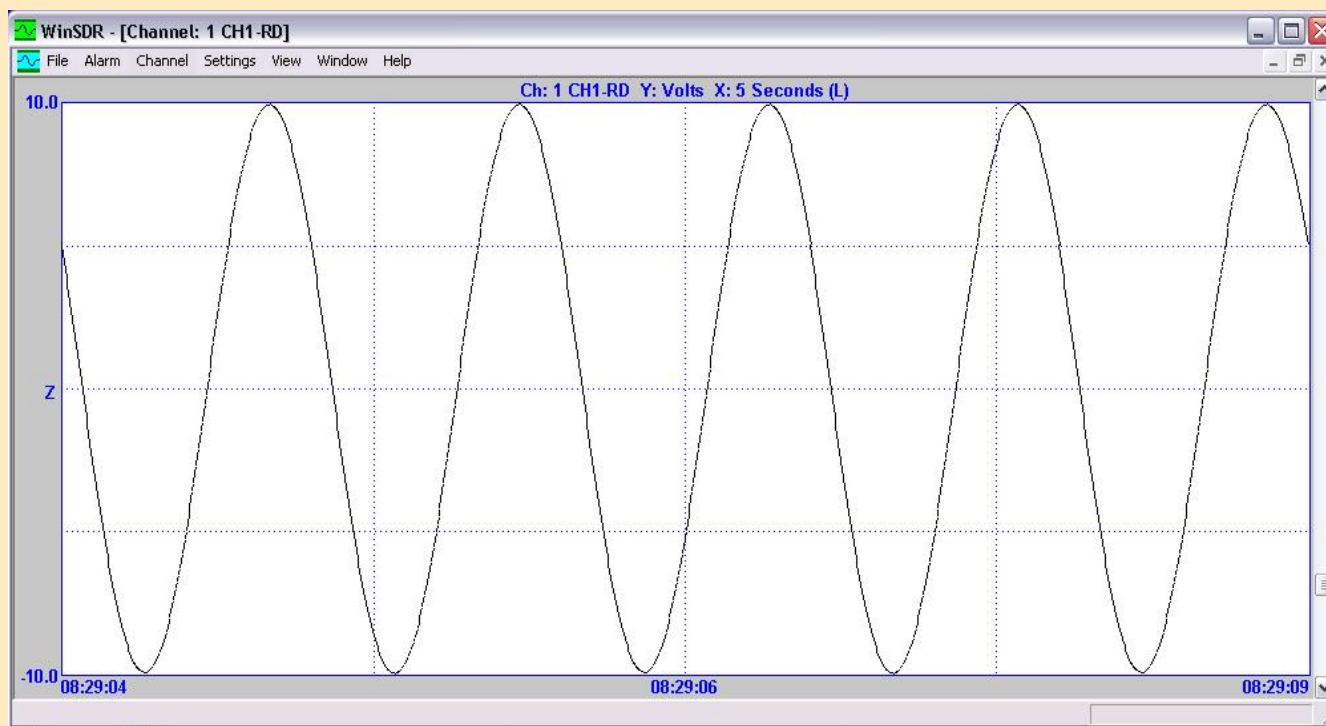 WinSDR - [Channel: 1 CH1-RD]
File Alarm Channel Settings View Window Help
Ch: 1 CH1-RD Y: Volts X: 5 Seconds (L)
10.0
Z
-10.0
08:29:04 08:29:06 08:29:09